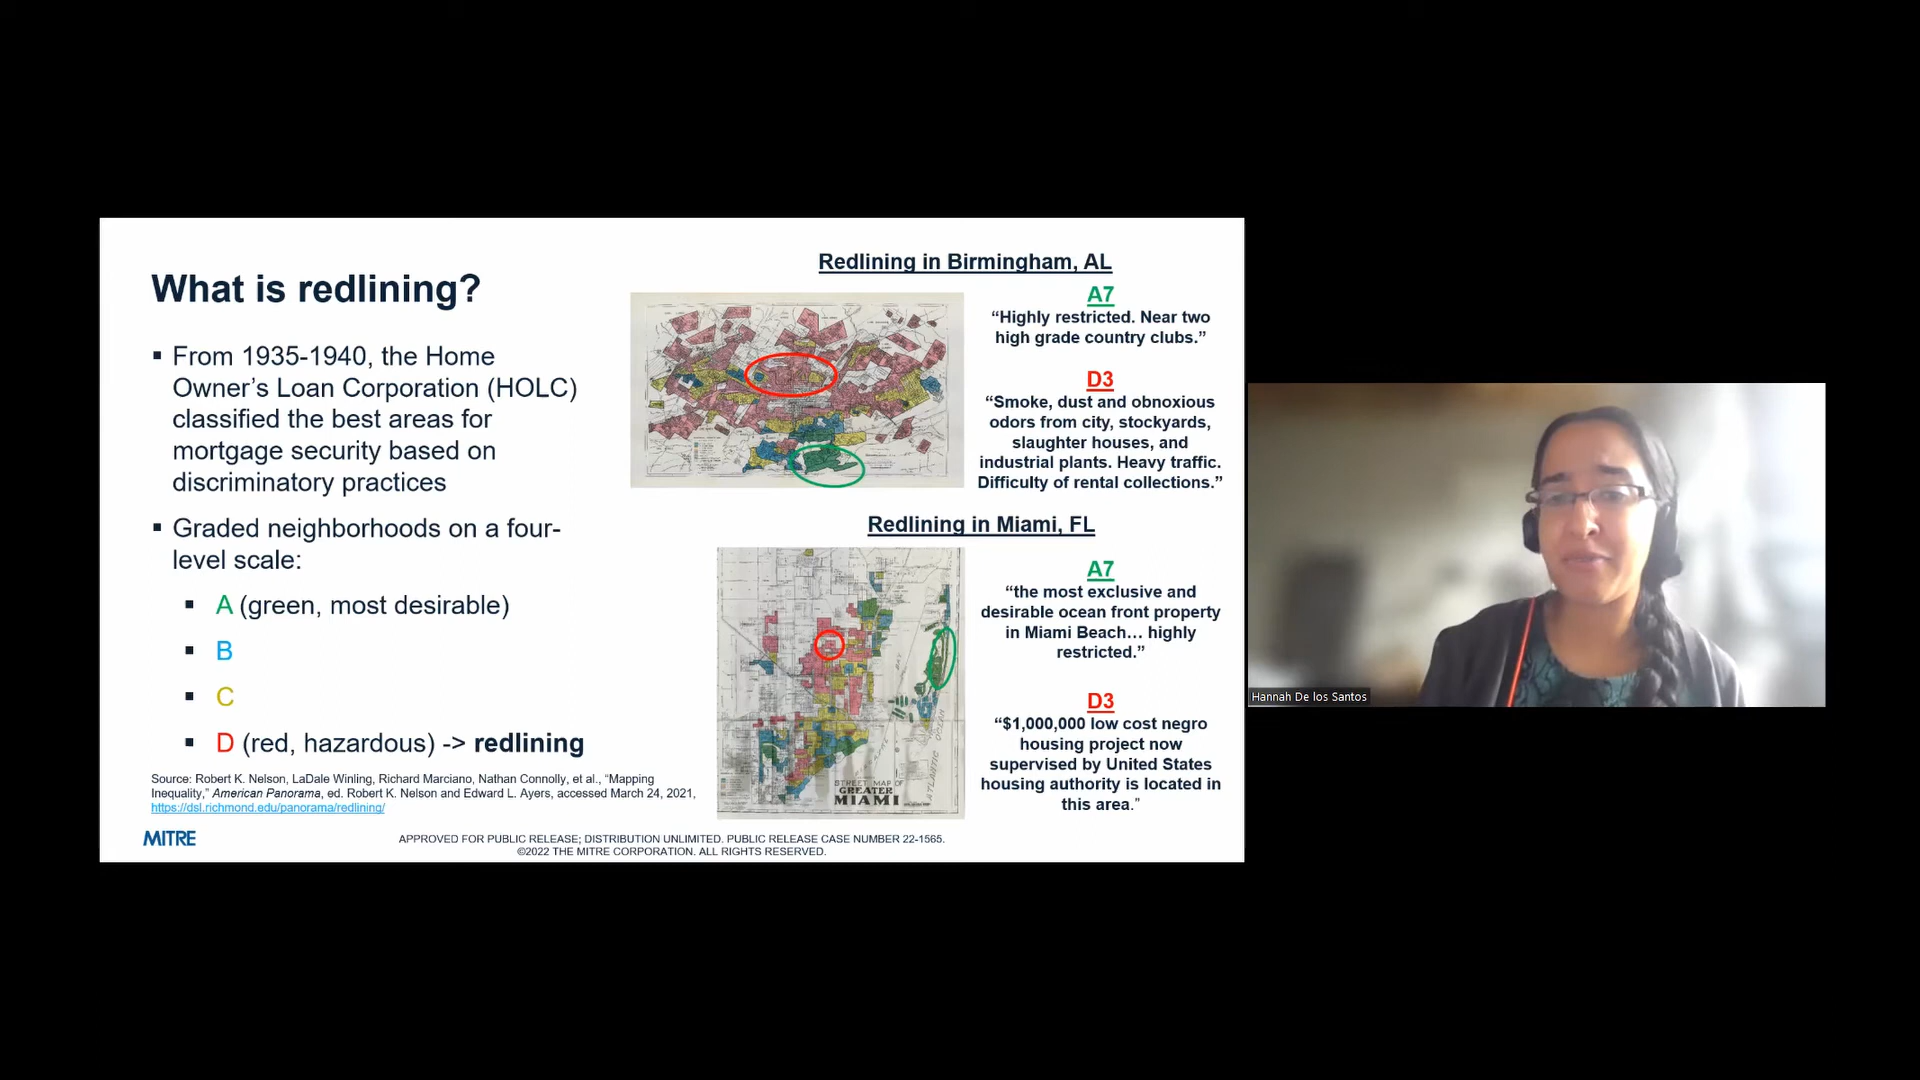 What is redlining?
▪ From 1935-1940, the Home
Owner’s Loan Corporation (HOLC)
classified the best areas for
mortgage security based on
discriminatory practices
▪ Graded neighborhoods on a four-
level scale:
▪ A (green, most desirable)
▪ B
▪ C
▪ D (red, hazardous) -> redlining
Source: Robert K. Nelson, LaDale Winling, Richard Marciano, Nathan Connolly, et al., “Mapping
Inequality,” American Panorama, ed. Robert K. Nelson and Edward L. Ayers, accessed March 24, 2021,
https://dsl.richmond.edu/panorama/redlining/
Redlining in Birmingham, AL
A7
“Highly restricted. Near two
high grade country clubs.”
D3
“Smoke, dust and obnoxious
odors from city, stockyards,
slaughter houses, and
industrial plants. Heavy traffic.
Difficulty of rental collections.”
Redlining in Miami, FL
STREET MAP OF
GREATER
MIAMI
ATLANTIC OCEAN
A7
“the most exclusive and
desirable ocean front property
in Miami Beach… highly
restricted.”
D3
“$1,000,000 low cost negro
housing project now
supervised by United States
housing authority is located in
this area.”
MITRE
APPROVED FOR PUBLIC RELEASE; DISTRIBUTION UNLIMITED. PUBLIC RELEASE CASE NUMBER 22-1565.
©2022 THE MITRE CORPORATION. ALL RIGHTS RESERVED.
Hannah De los Santos